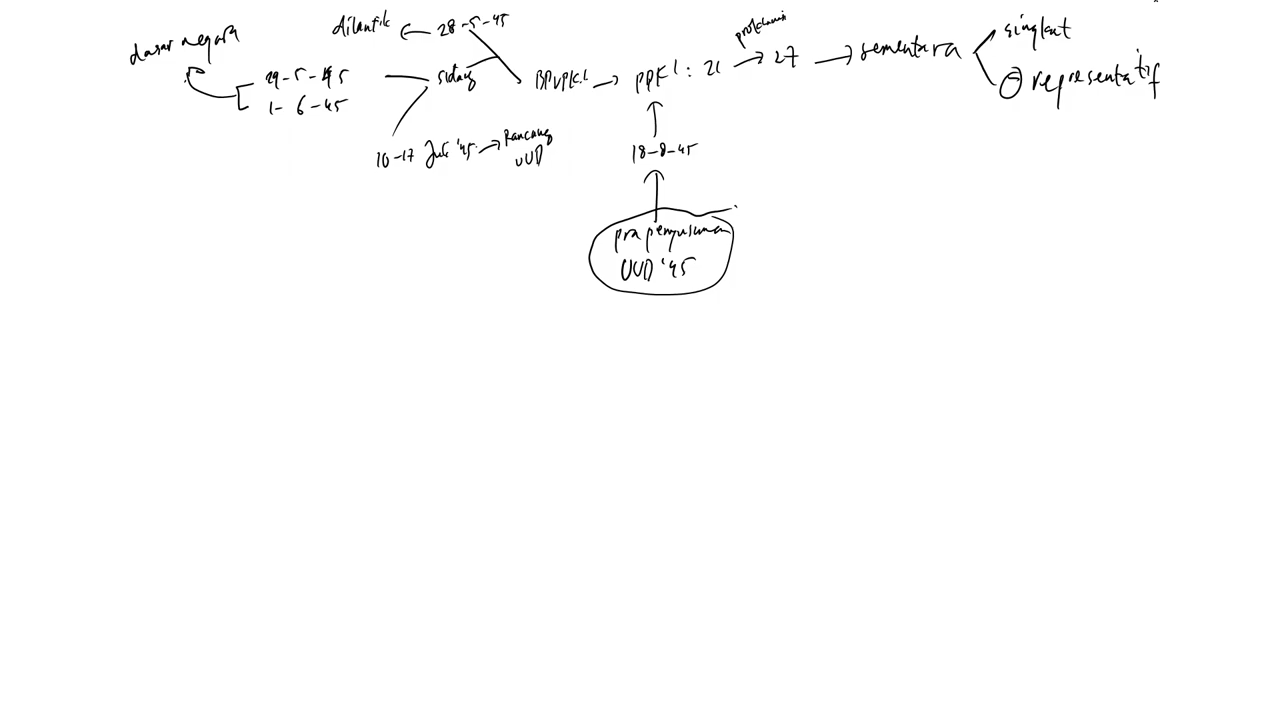 dasar negara
29-5-45
1-6-45
dilantik
28-5-45
sidang
10-17 Juli '45
Rancang
UUD
BPUPKI
PPKI : 21
proklamasi
27
sementara
singkat
⊖ representatif
18-8-45
pra penyusunan
UUD '45